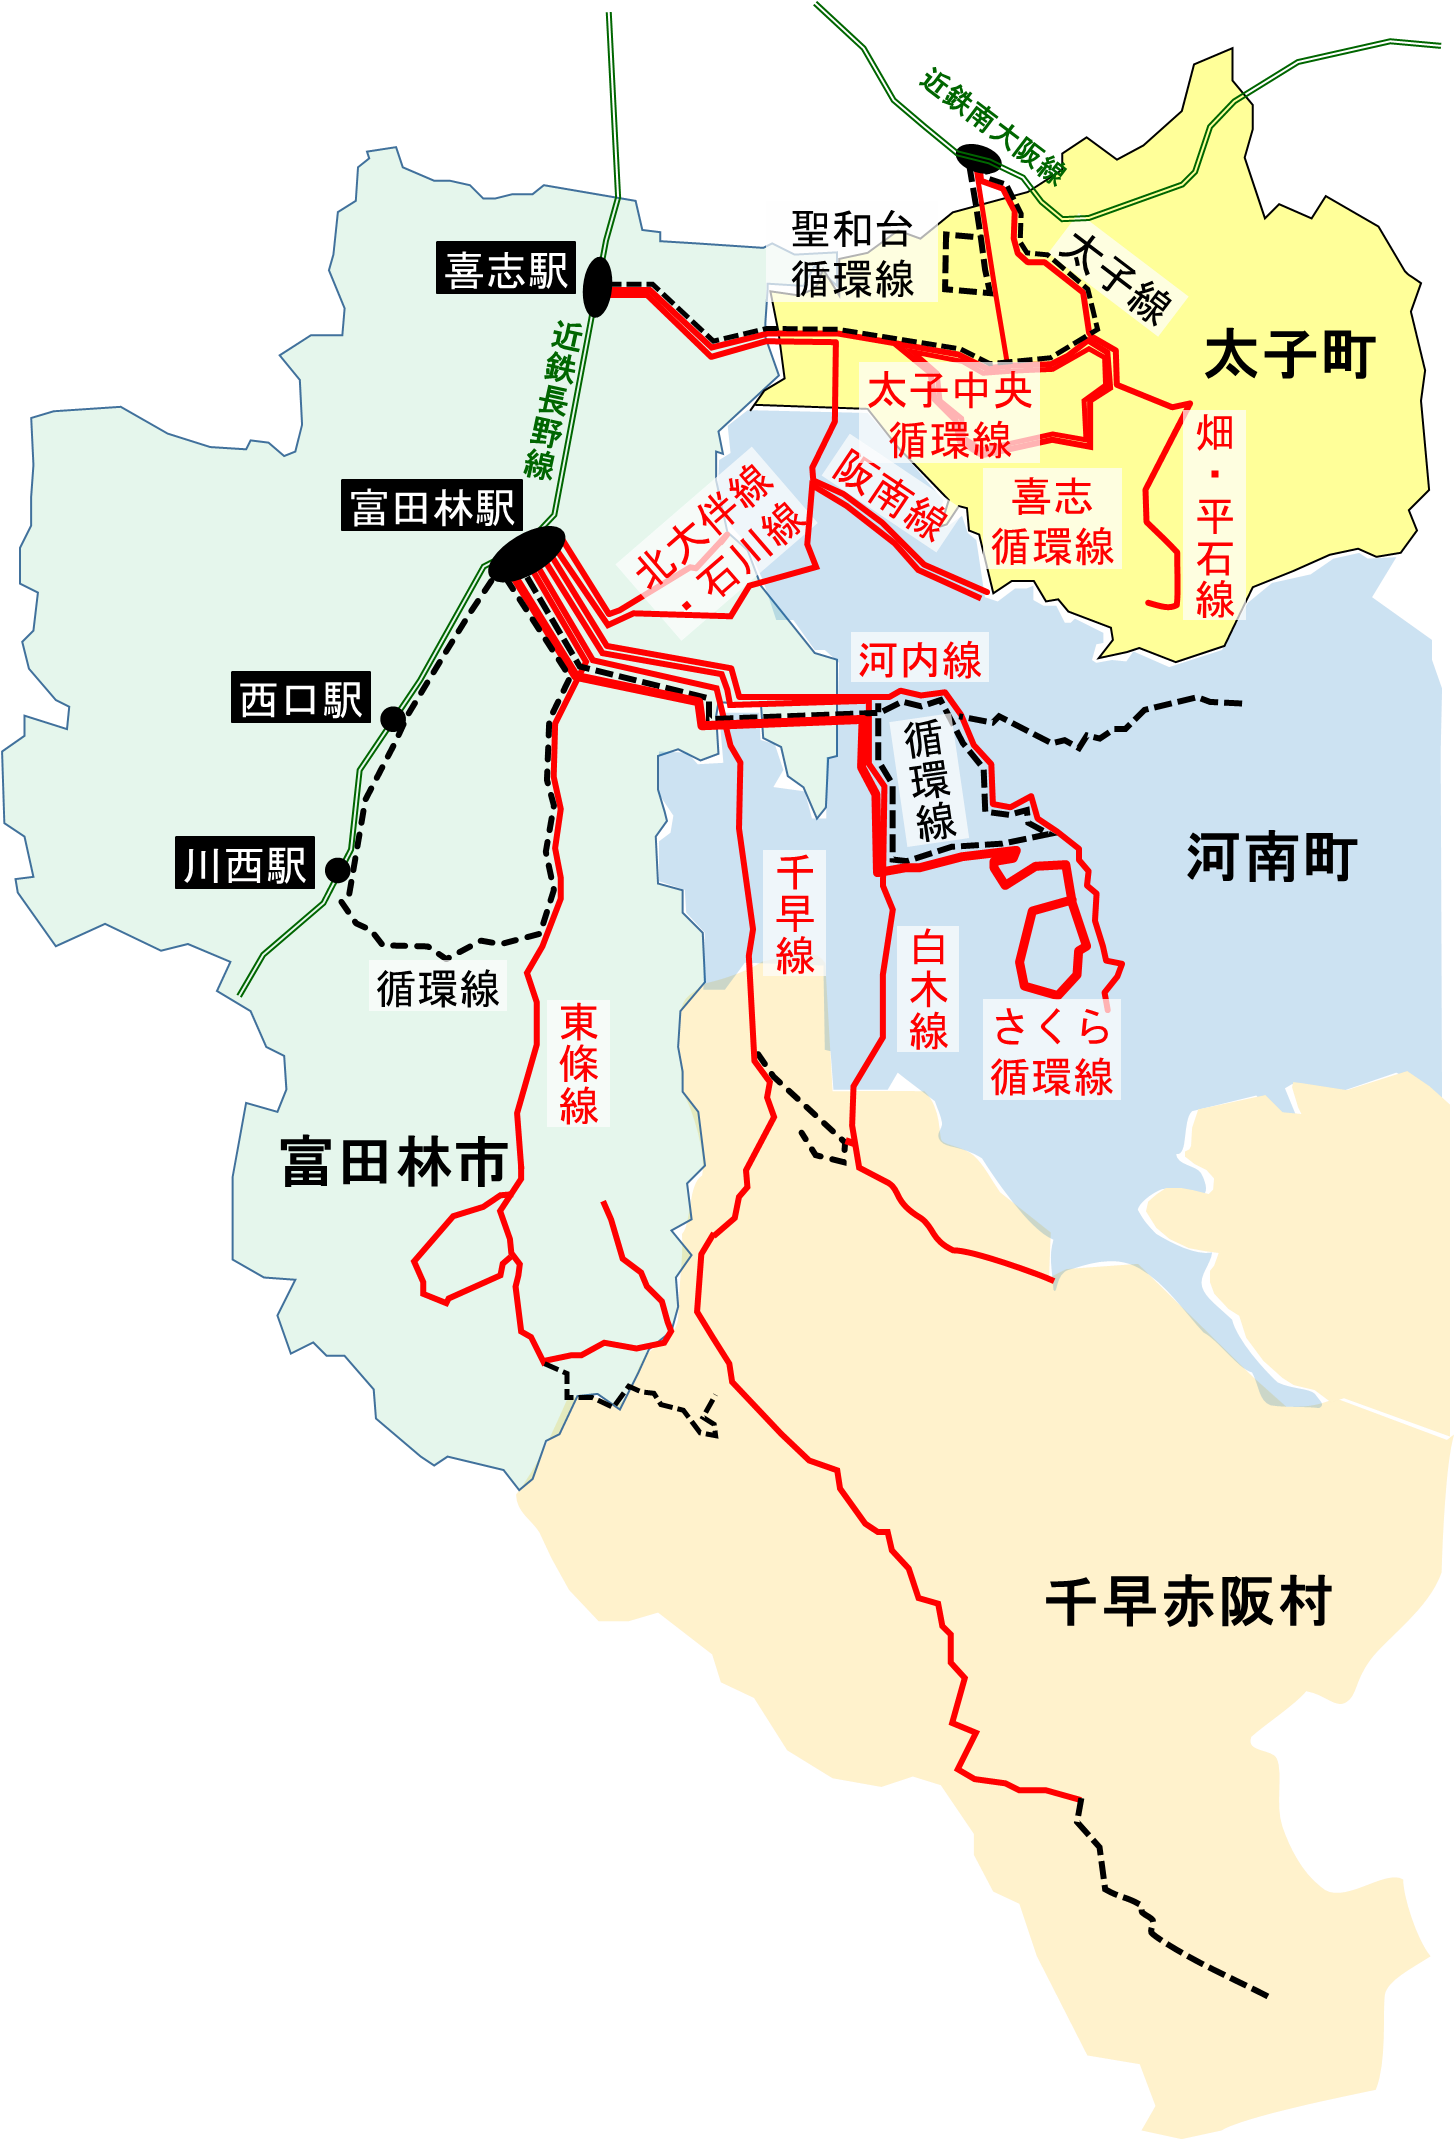 近鉄南大阪線
聖和台
循環線
太子線
喜志駅
近鉄長野線
太子町
太子中央
循環線
畑・平石線
阪南線
喜志
循環線
富田林駅
北大伴線
・石川線
河内線
西口駅
循環線
川西駅
河南町
千早線
白木線
循環線
東條線
さくら
循環線
富田林市
千早赤阪村